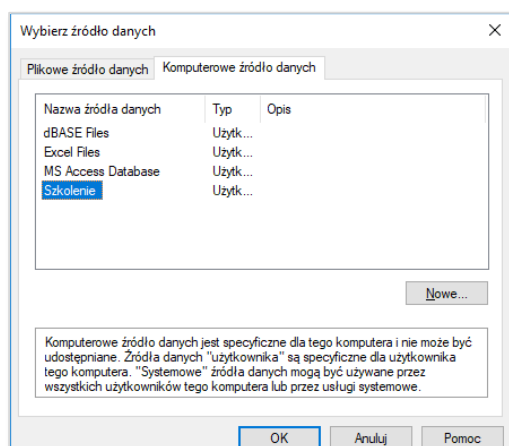 Wybierz źródło danych
Plikowe źródło danych Komputerowe źródło danych
Nazwa źródła danych Typ Opis
dBASE Files Użytk...
Excel Files Użytk...
MS Access Database Użytk...
Szkolenie Użytk...
Nowe...
Komputerowe źródło danych jest specyficzne dla tego komputera i nie może być
udostępniane. Źródła danych "użytkownika" są specyficzne dla użytkownika
tego komputera. "Systemowe" źródła danych mogą być używane przez
wszystkich użytkowników tego komputera lub przez usługi systemowe.
OK Anuluj Pomoc